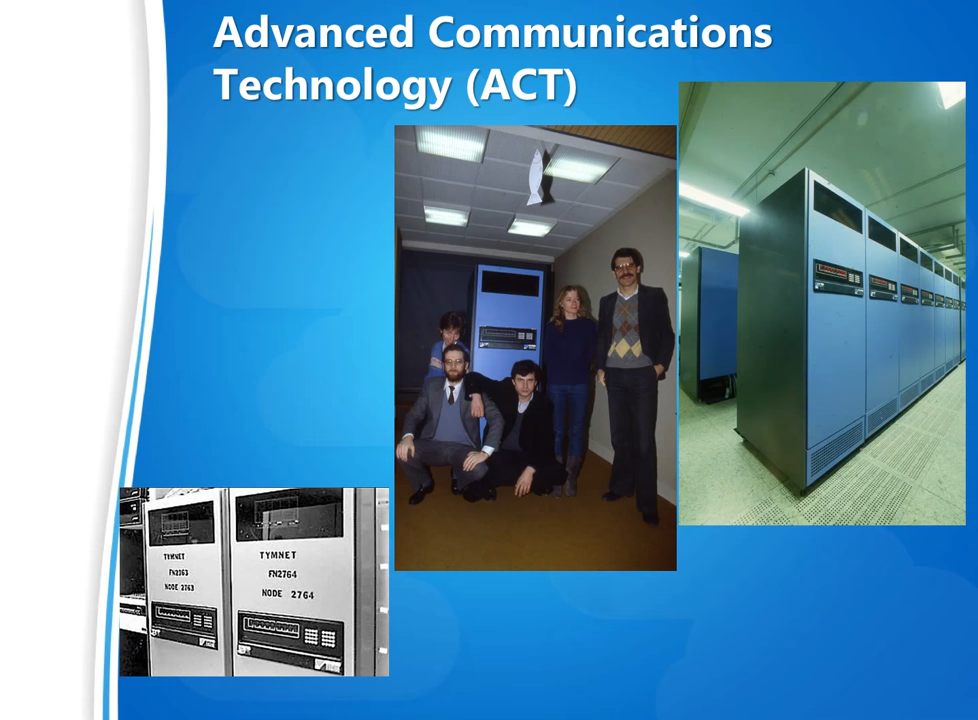 Advanced Communications
Technology (ACT)
TYMNET
FN2763
NODE 2763
TYMNET
FN2764
NODE 2764